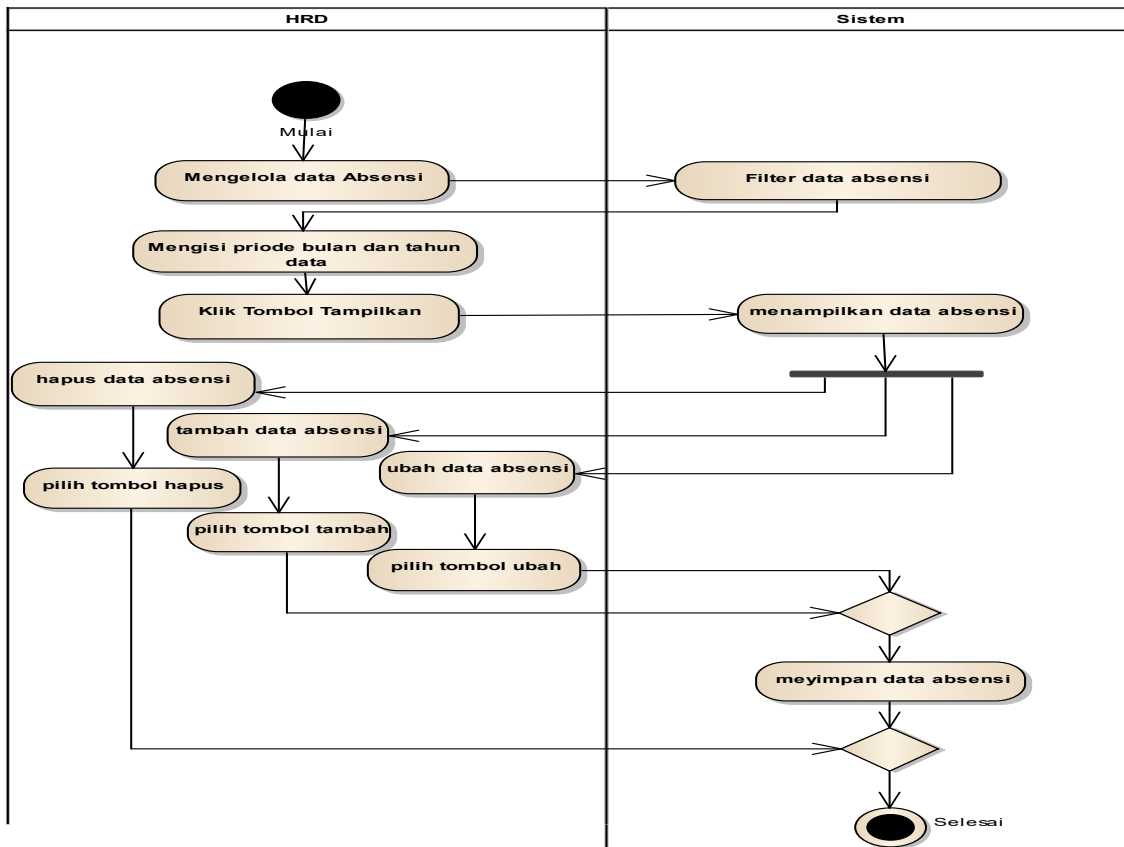 HRD
Sistem
Mulai
Mengelola data Absensi
Filter data absensi
Mengisi priode bulan dan tahun
data
Klik Tombol Tampilkan
menampilkan data absensi
hapus data absensi
tambah data absensi
ubah data absensi
pilih tombol hapus
pilih tombol tambah
pilih tombol ubah
meyimpan data absensi
Selesai